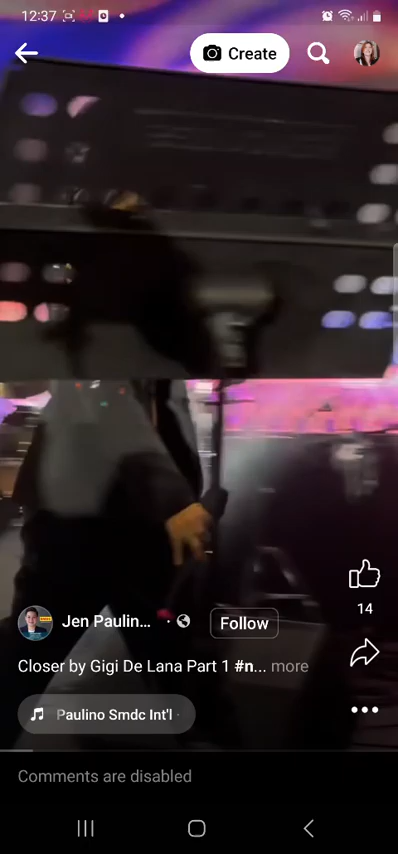 12:37
Create
Jen Paulin...
Follow
14
Closer by Gigi De Lana Part 1 #n... more
Paulino Smdc Int'l
Comments are disabled